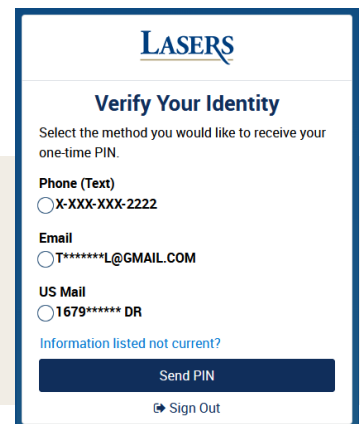 LASERS
Verify Your Identity
Select the method you would like to receive your
one-time PIN.
Phone (Text)
X-XXX-XXX-2222
Email
T*******L@GMAIL.COM
US Mail
1679****** DR
Information listed not current?
Send PIN
Sign Out